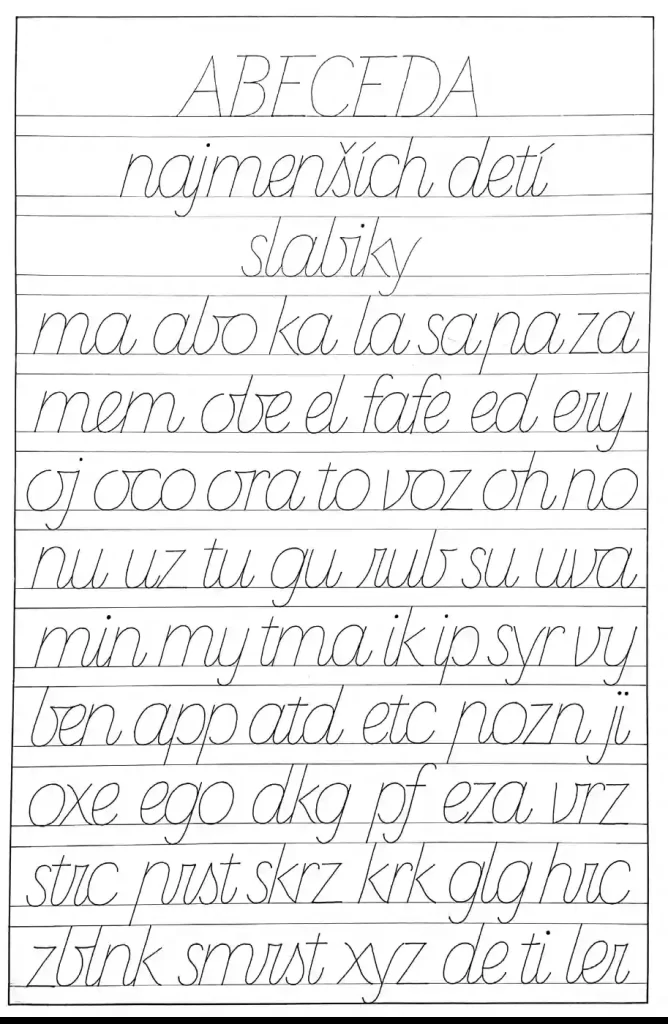 ABECEDA
najmenších detí
slabiky
ma abo ka la sa pa za
mem obe el fafe ed ery
oj oco ora to voz oh no
nu uz tu gu rub su uva
min my tma ik ip syr vy
ben app atd etc pozn ji
oxe ego dkg pf eza vrz
strc prst skrz krk glg hrc
zblnk smrst xyz de ti ler